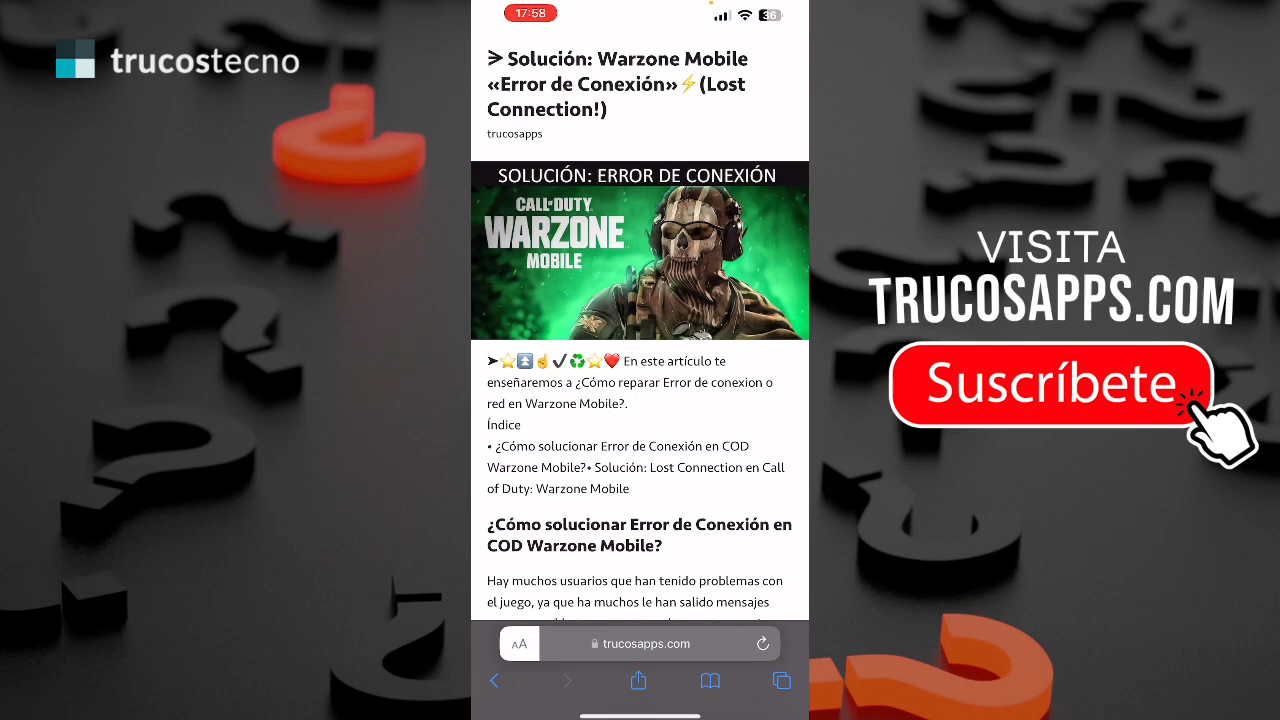 trucostecno
17:58
36
⪢ Solución: Warzone Mobile
«Error de Conexión»⚡(Lost
Connection!)
trucosapps
SOLUCIÓN: ERROR DE CONEXIÓN
CALL OF DUTY
WARZONE
MOBILE
➤⭐⏫☝✔♻⭐❤ En este artículo te
enseñaremos a ¿Cómo reparar Error de conexion o
red en Warzone Mobile?.
Índice
• ¿Cómo solucionar Error de Conexión en COD
Warzone Mobile?• Solución: Lost Connection en Call
of Duty: Warzone Mobile
¿Cómo solucionar Error de Conexión en
COD Warzone Mobile?
Hay muchos usuarios que han tenido problemas con
el juego, ya que ha muchos le han salido mensajes
AA
trucosapps.com
VISITA
TRUCOSAPPS.COM
Suscríbete